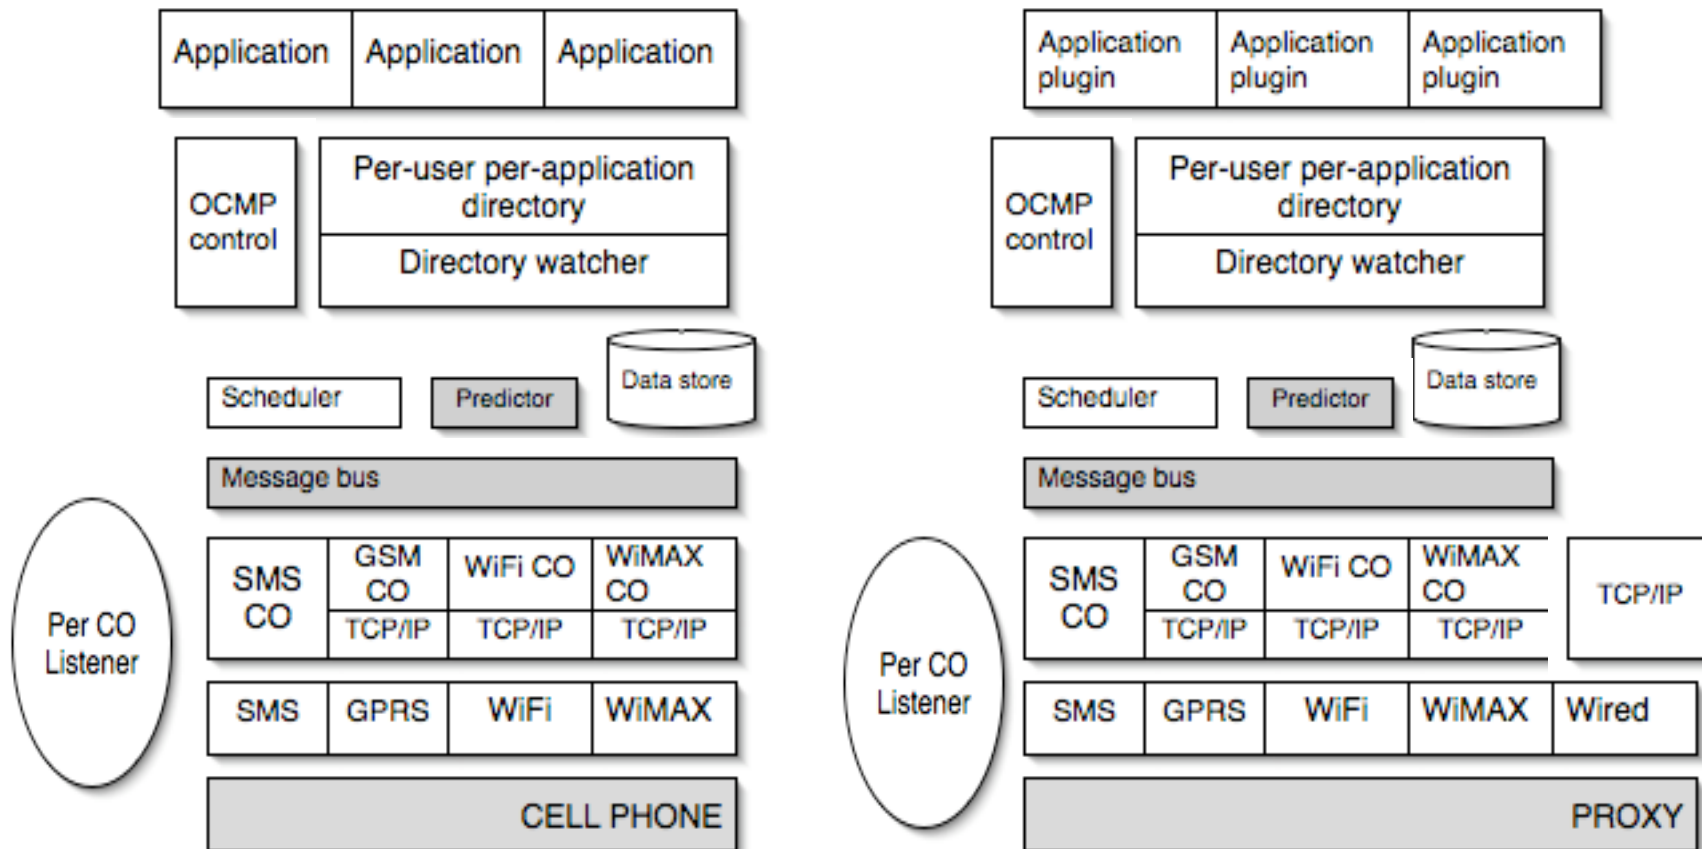 Application
Application
Application
OCMP
control
Per-user per-application
directory
Directory watcher
Scheduler
Predictor
Data store
Message bus
Per CO
Listener
SMS
CO
GSM
CO
WiFi CO
WiMAX
CO
TCP/IP
TCP/IP
TCP/IP
SMS
GPRS
WiFi
WiMAX
CELL PHONE
Application
plugin
Application
plugin
Application
plugin
OCMP
control
Per-user per-application
directory
Directory watcher
Scheduler
Predictor
Data store
Message bus
Per CO
Listener
SMS
CO
GSM
CO
WiFi CO
WiMAX
CO
TCP/IP
TCP/IP
TCP/IP
TCP/IP
SMS
GPRS
WiFi
WiMAX
Wired
PROXY